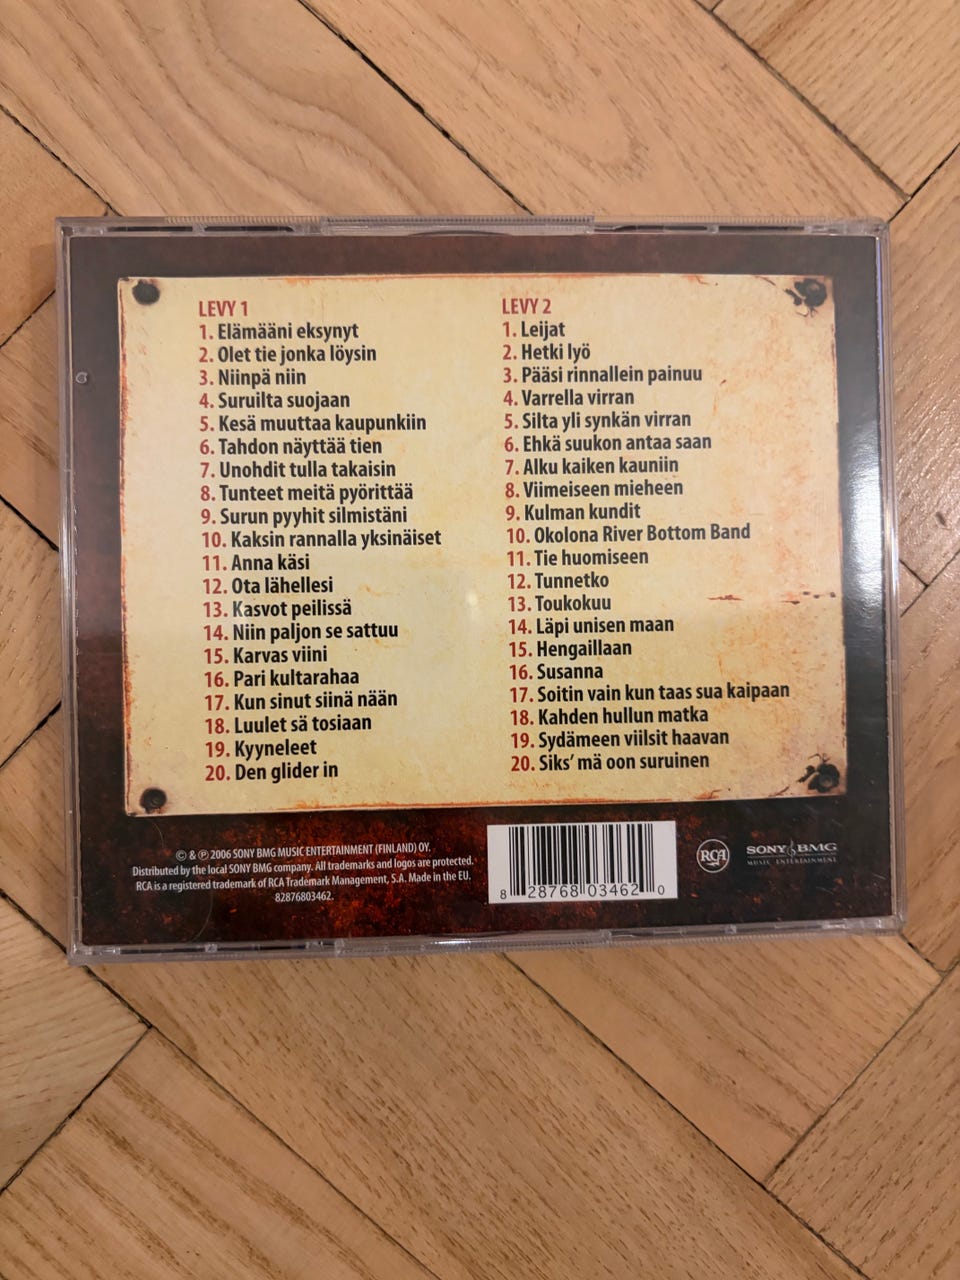 LEVY 1
1. Elämääni eksynyt
2. Olet tie jonka löysin
3. Niinpä niin
4. Suruilta suojaan
5. Kesä muuttaa kaupunkiin
6. Tahdon näyttää tien
7. Unohdit tulla takaisin
8. Tunteet meitä pyörittää
9. Surun pyyhit silmistäni
10. Kaksin rannalla yksinäiset
11. Anna käsi
12. Ota lähellesi
13. Kasvot peilissä
14. Niin paljon se sattuu
15. Karvas viini
16. Pari kultarahaa
17. Kun sinut siinä nään
18. Luulet sä tosiaan
19. Kyyneleet
20. Den glider in
LEVY 2
1. Leijat
2. Hetki lyö
3. Pääsi rinnallein painuu
4. Varrella virran
5. Silta yli synkän virran
6. Ehkä suukon antaa saan
7. Alku kaiken kauniin
8. Viimeiseen mieheen
9. Kulman kundit
10. Okolona River Bottom Band
11. Tie huomiseen
12. Tunnetko
13. Toukokuu
14. Läpi unisen maan
15. Hengaillaan
16. Susanna
17. Soitin vain kun taas sua kaipaan
18. Kahden hullun matka
19. Sydämeen viilsit haavan
20. Siks' mä oon suruinen
© & ℗ 2006 SONY BMG MUSIC ENTERTAINMENT (FINLAND) OY.
Distributed by the local SONY BMG company. All trademarks and logos are protected.
RCA is a registered trademark of RCA Trademark Management, S.A. Made in the EU.
82876803462.
8 28768 03462 0
RCA
SONY BMG
MUSIC ENTERTAINMENT